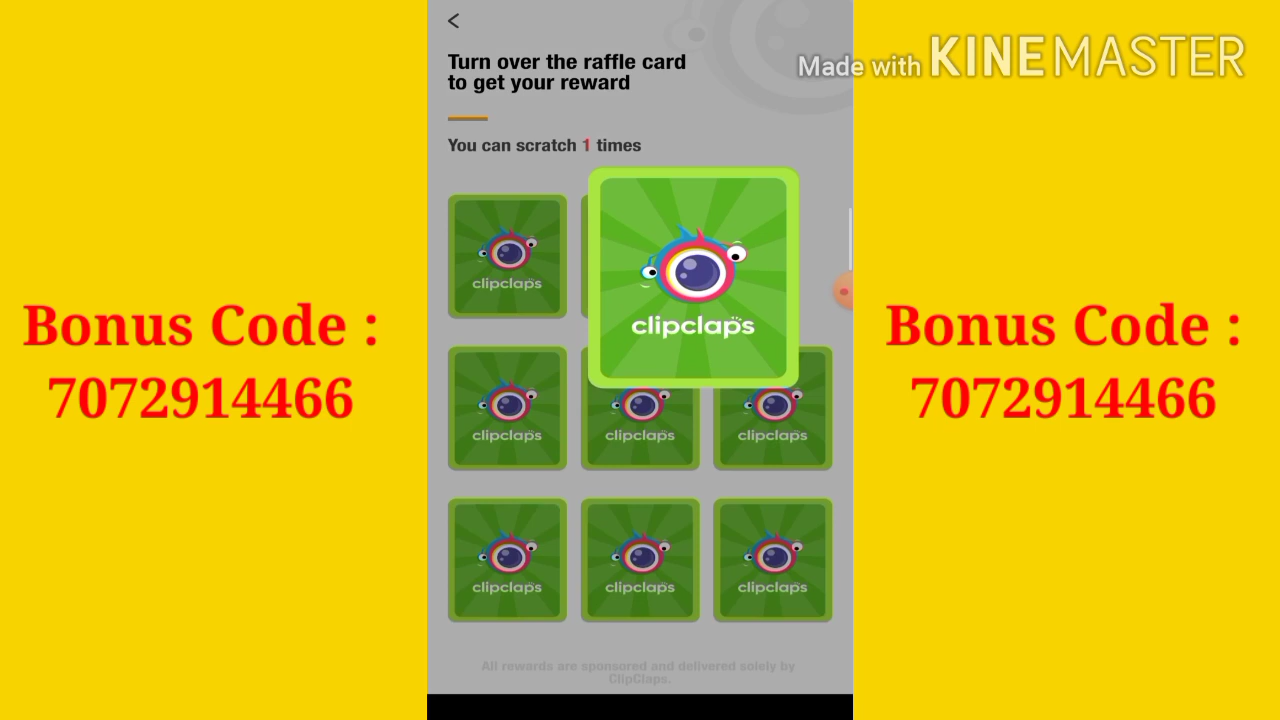 Made with KINEMASTER
Turn over the raffle card
to get your reward
You can scratch 1 times
clipclaps
clipclaps
Bonus Code :
7072914466
Bonus Code :
7072914466
clipclaps
clipclaps
clipclaps
clipclaps
clipclaps
clipclaps
All rewards are sponsored and delivered solely by
ClipClaps.